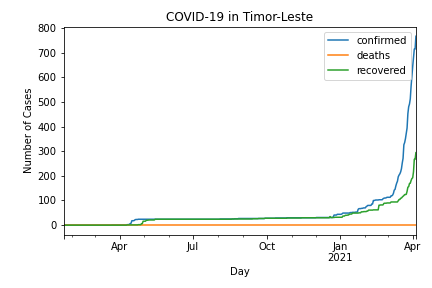 COVID-19 in Timor-Leste
Number of Cases
800
700
600
500
400
300
200
100
0
confirmed
deaths
recovered
Apr
Jul
Oct
Jan
2021
Apr
Day